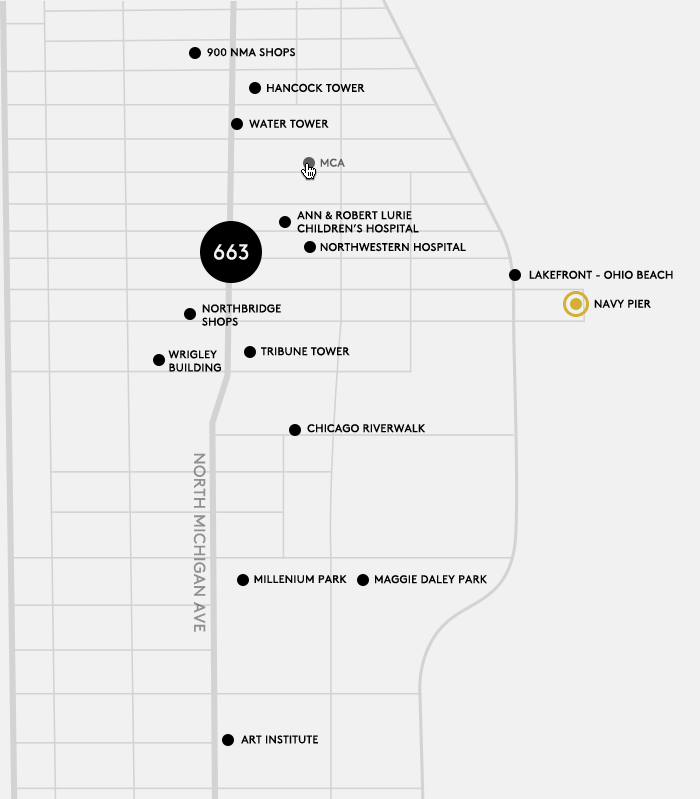 900 NMA SHOPS
HANCOCK TOWER
WATER TOWER
MCA
ANN & ROBERT LURIE
CHILDREN'S HOSPITAL
663
NORTHWESTERN HOSPITAL
LAKEFRONT - OHIO BEACH
NAVY PIER
NORTHBRIDGE
SHOPS
TRIBUNE TOWER
WRIGLEY
BUILDING
CHICAGO RIVERWALK
NORTH MICHIGAN AVE
MILLENIUM PARK
MAGGIE DALEY PARK
ART INSTITUTE